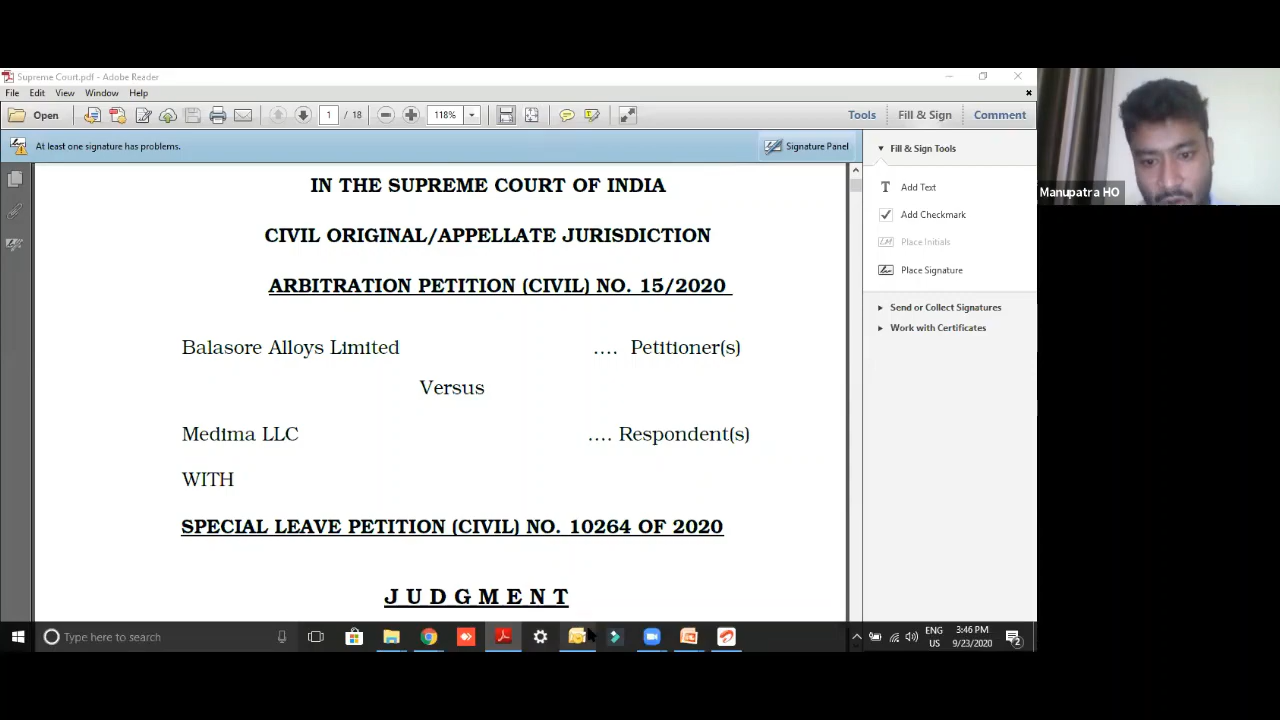 Supreme Court.pdf - Adobe Reader
File Edit View Window Help
Open 1 / 18 118% Tools Fill & Sign Comment
At least one signature has problems. Signature Panel
IN THE SUPREME COURT OF INDIA
CIVIL ORIGINAL/APPELLATE JURISDICTION
ARBITRATION PETITION (CIVIL) NO. 15/2020
Balasore Alloys Limited .... Petitioner(s)
Versus
Medima LLC .... Respondent(s)
WITH
SPECIAL LEAVE PETITION (CIVIL) NO. 10264 OF 2020
J U D G M E N T
Fill & Sign Tools
Add Text
Add Checkmark
Place Initials
Place Signature
Send or Collect Signatures
Work with Certificates
Manupatra HO
Type here to search
ENG
US
3:46 PM
9/23/2020
2